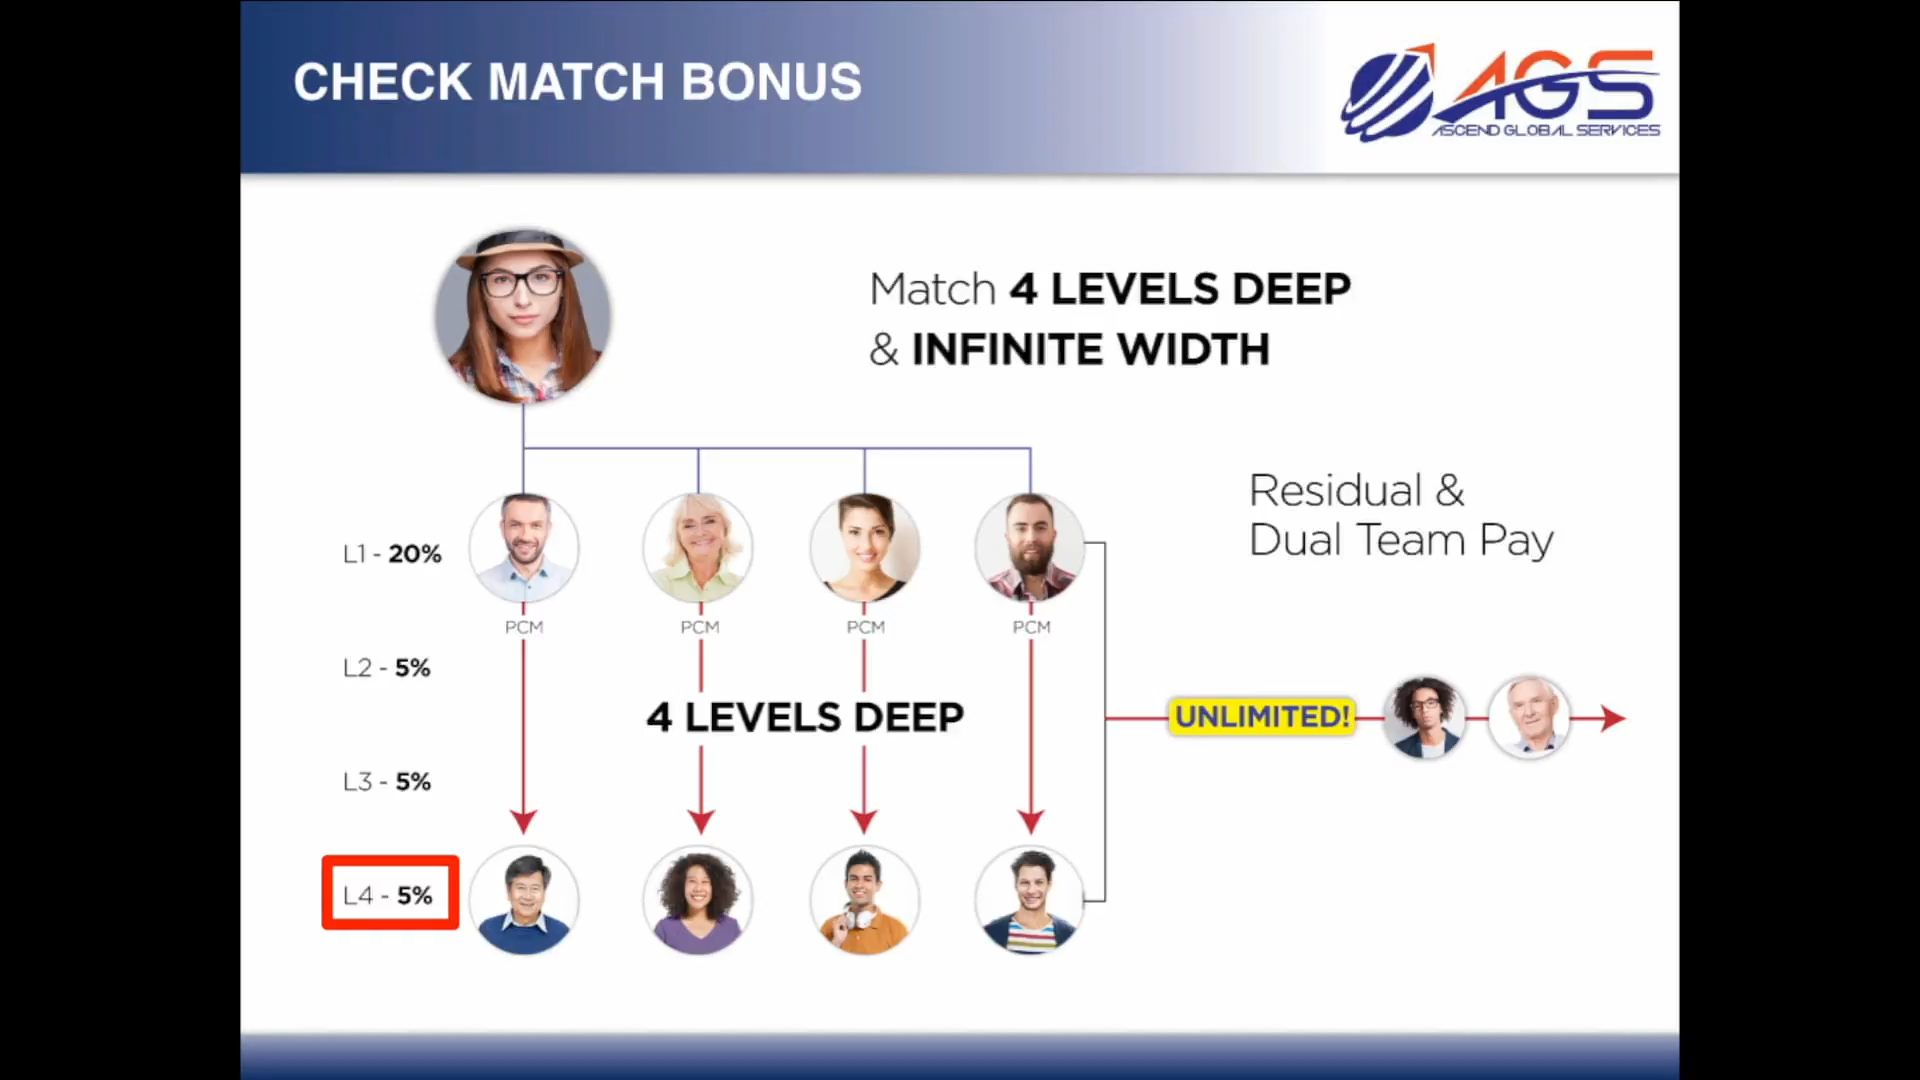 CHECK MATCH BONUS
AGS
ASCEND GLOBAL SERVICES
Match 4 LEVELS DEEP
& INFINITE WIDTH
Residual &
Dual Team Pay
L1 - 20%
PCM PCM PCM PCM
L2 - 5%
4 LEVELS DEEP
UNLIMITED!
L3 - 5%
L4 - 5%